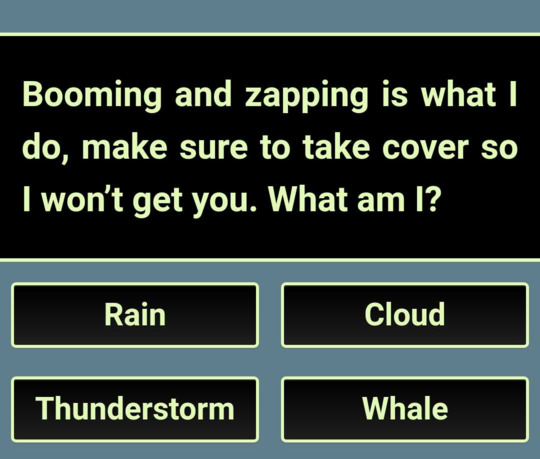 Booming and zapping is what I
do, make sure to take cover so
I won’t get you. What am I?
Rain
Cloud
Thunderstorm
Whale